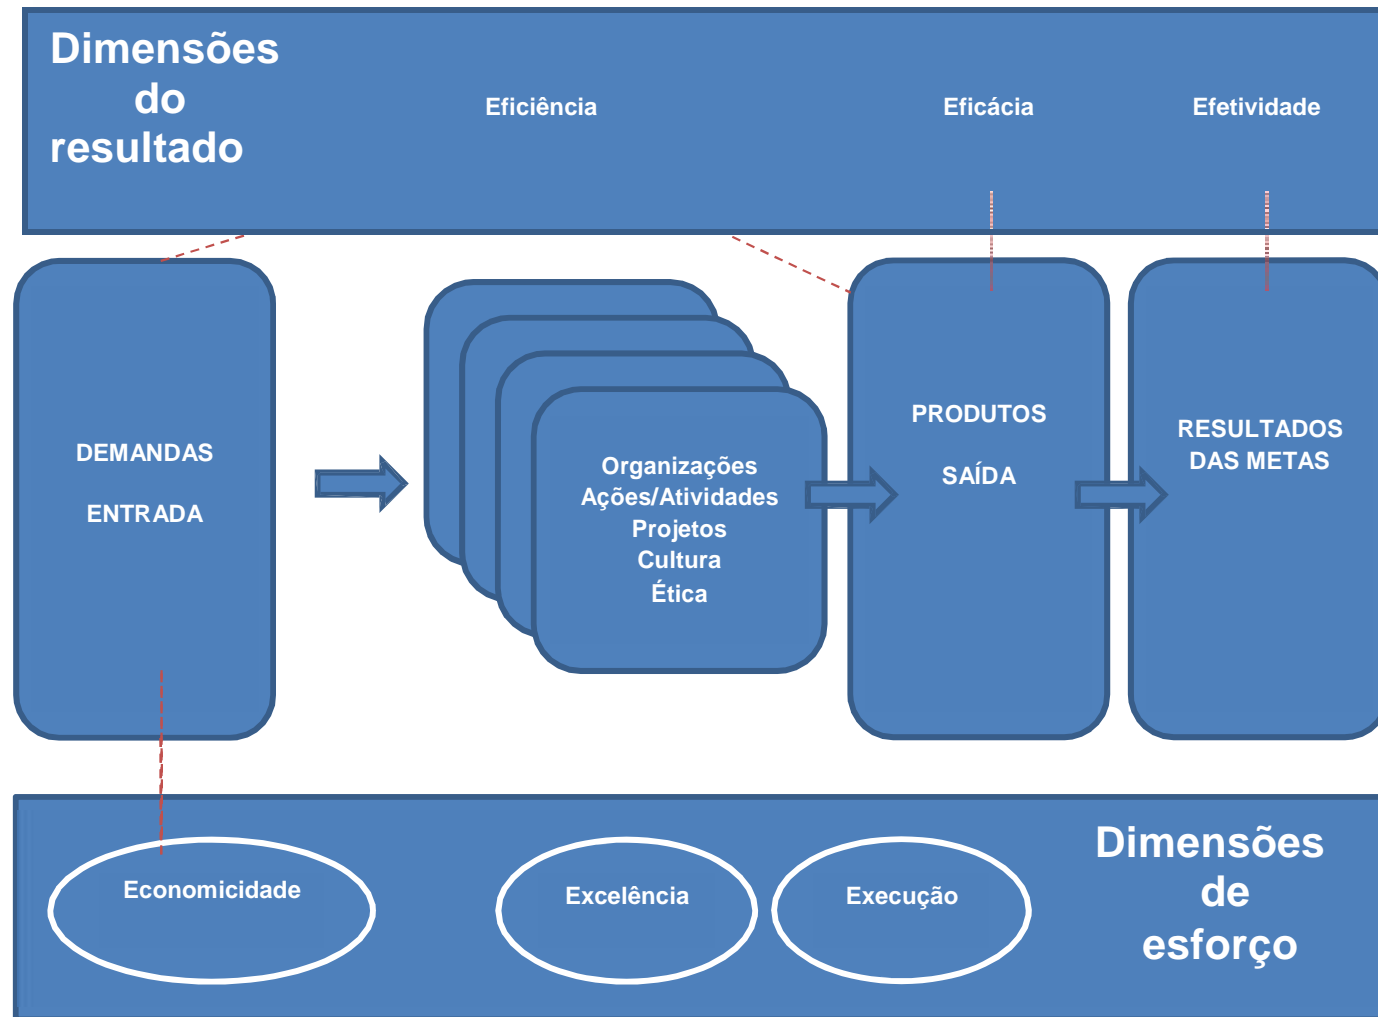 Dimensões
do
resultado
Eficiência
Eficácia
Efetividade
DEMANDAS
ENTRADA
Organizações
Ações/Atividades
Projetos
Cultura
Ética
PRODUTOS
SAÍDA
RESULTADOS
DAS METAS
Economicidade
Excelência
Execução
Dimensões
de
esforço